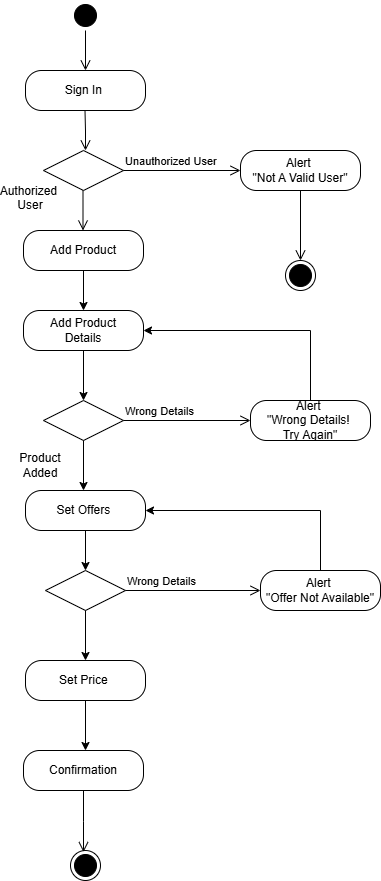 Sign In
Unauthorized User
Alert
"Not A Valid User"
Authorized
User
Add Product
Add Product
Details
Wrong Details
Alert
"Wrong Details!
Try Again"
Product
Added
Set Offers
Wrong Details
Alert
"Offer Not Available"
Set Price
Confirmation